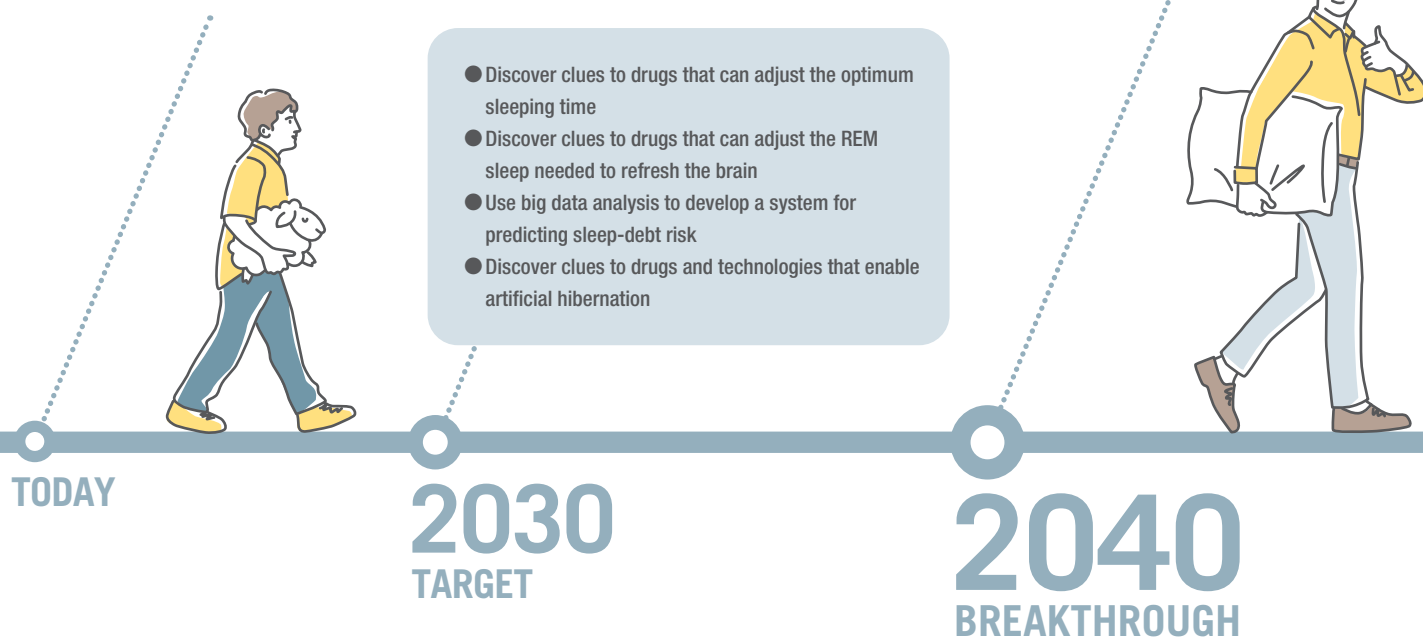 ● Discover clues to drugs that can adjust the optimum
sleeping time
● Discover clues to drugs that can adjust the REM
sleep needed to refresh the brain
● Use big data analysis to develop a system for
predicting sleep-debt risk
● Discover clues to drugs and technologies that enable
artificial hibernation
TODAY
2030
TARGET
2040
BREAKTHROUGH